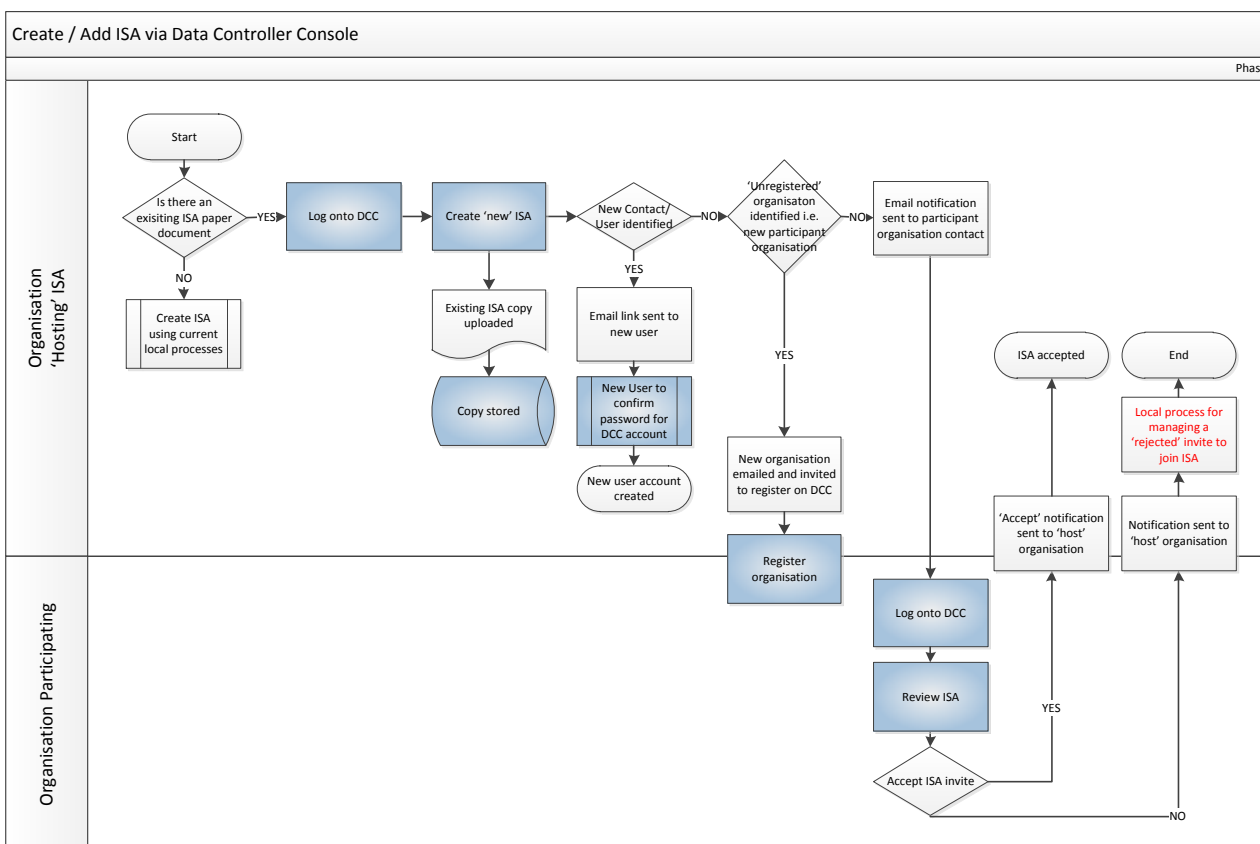 Create / Add ISA via Data Controller Console
Phas
Organisation
'Hosting' ISA
Start
Is there an
exisiting ISA paper
document
YES
NO
Create ISA
using current
local processes
Log onto DCC
Create 'new' ISA
Existing ISA copy
uploaded
Copy stored
New Contact/
User identified
NO
YES
Email link sent to
new user
New User to
confirm
password for
DCC account
New user account
created
'Unregistered'
organisaton
identified i.e.
new participant
organisation
NO
YES
New organisation
emailed and invited
to register on DCC
Register
organisation
Email notification
sent to participant
organisation contact
ISA accepted
End
Local process for
managing a
'rejected' invite to
join ISA
'Accept' notification
sent to 'host'
organisation
Notification sent to
'host' organisation
Organisation Participating
Log onto DCC
Review ISA
Accept ISA invite
YES
NO